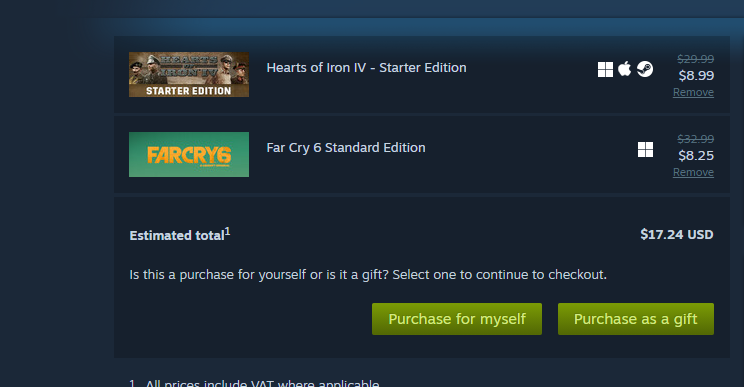 HEARTS OF IRON IV
STARTER EDITION
Hearts of Iron IV - Starter Edition
$29.99
$8.99
Remove
FARCRY6
Far Cry 6 Standard Edition
$32.99
$8.25
Remove
Estimated total1
$17.24 USD
Is this a purchase for yourself or is it a gift? Select one to continue to checkout.
Purchase for myself
Purchase as a gift
1 All prices include VAT where applicable